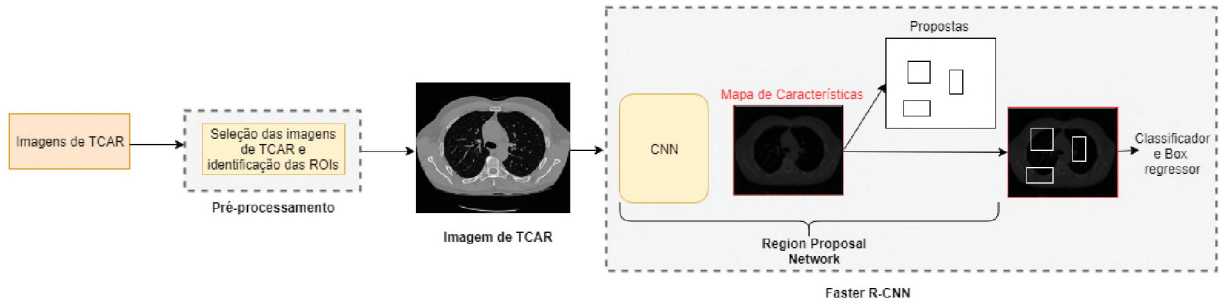 Imagens de TCAR
Seleção das imagens
de TCAR e
identificação das ROIs
Pré-processamento
Imagem de TCAR
CNN
Mapa de Características
Propostas
Region Proposal
Network
Classificador
e Box
regressor
Faster R-CNN